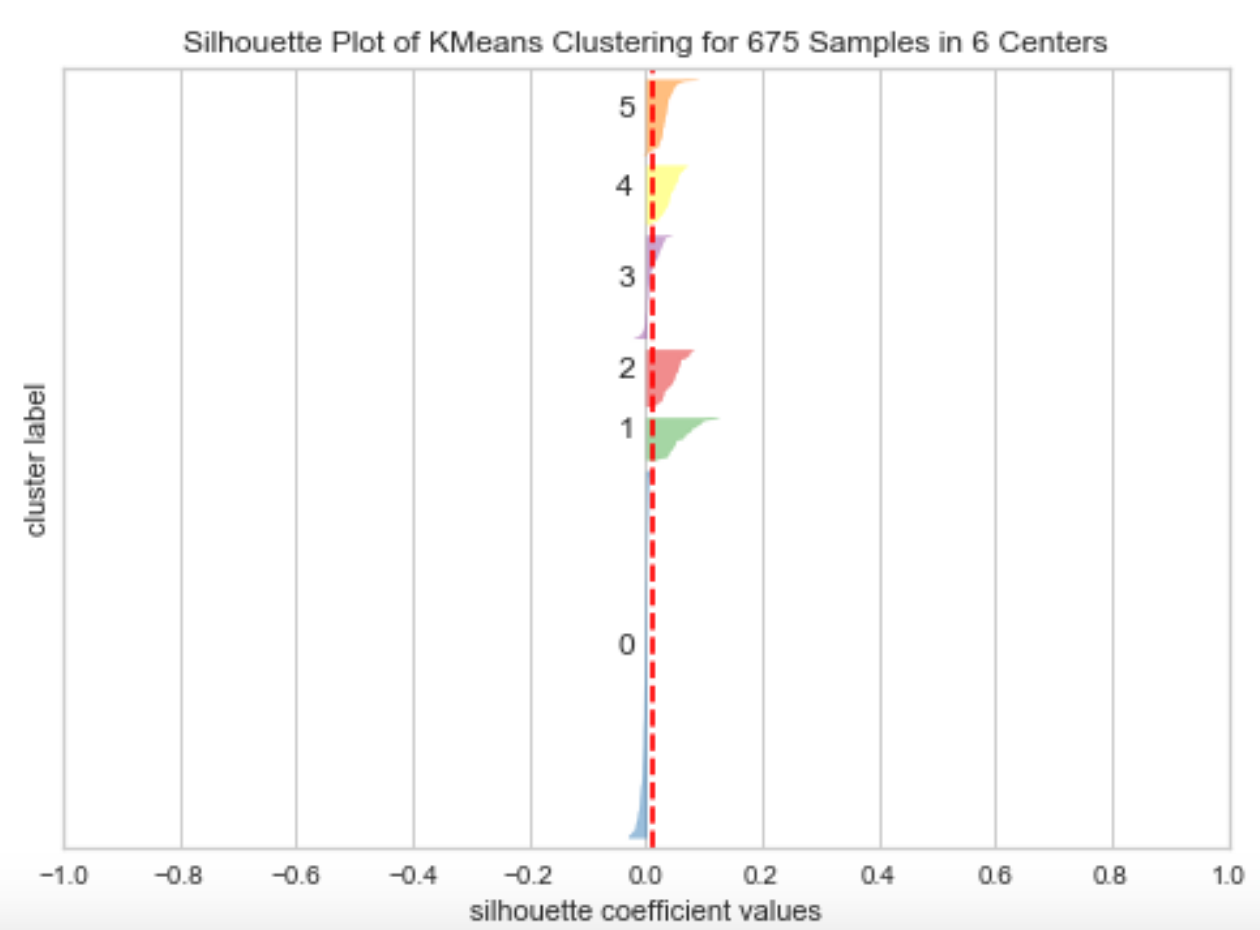 Silhouette Plot of KMeans Clustering for 675 Samples in 6 Centers
5
4
3
2
1
0
cluster label
−1.0 −0.8 −0.6 −0.4 −0.2 0.0 0.2 0.4 0.6 0.8 1.0
silhouette coefficient values